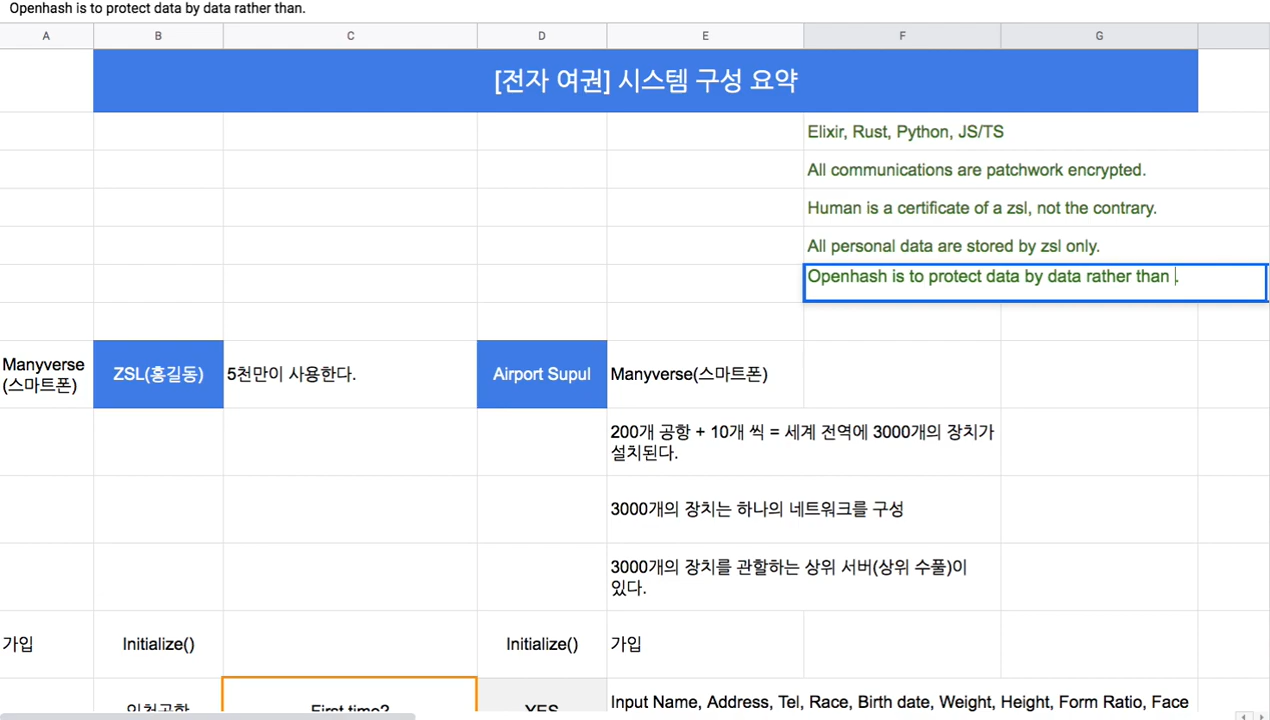 Openhash is to protect data by data rather than.
A B C D E F G
[전자 여권] 시스템 구성 요약
Elixir, Rust, Python, JS/TS
All communications are patchwork encrypted.
Human is a certificate of a zsl, not the contrary.
All personal data are stored by zsl only.
Openhash is to protect data by data rather than .
Manyverse
(스마트폰)
ZSL(홍길동)
5천만이 사용한다.
Airport Supul
Manyverse(스마트폰)
200개 공항 + 10개 씩 = 세계 전역에 3000개의 장치가
설치된다.
3000개의 장치는 하나의 네트워크를 구성
3000개의 장치를 관할하는 상위 서버(상위 수풀)이
있다.
가입
Initialize()
Initialize()
가입
인천공항
First time?
YES
Input Name, Address, Tel, Race, Birth date, Weight, Height, Form Ratio, Face